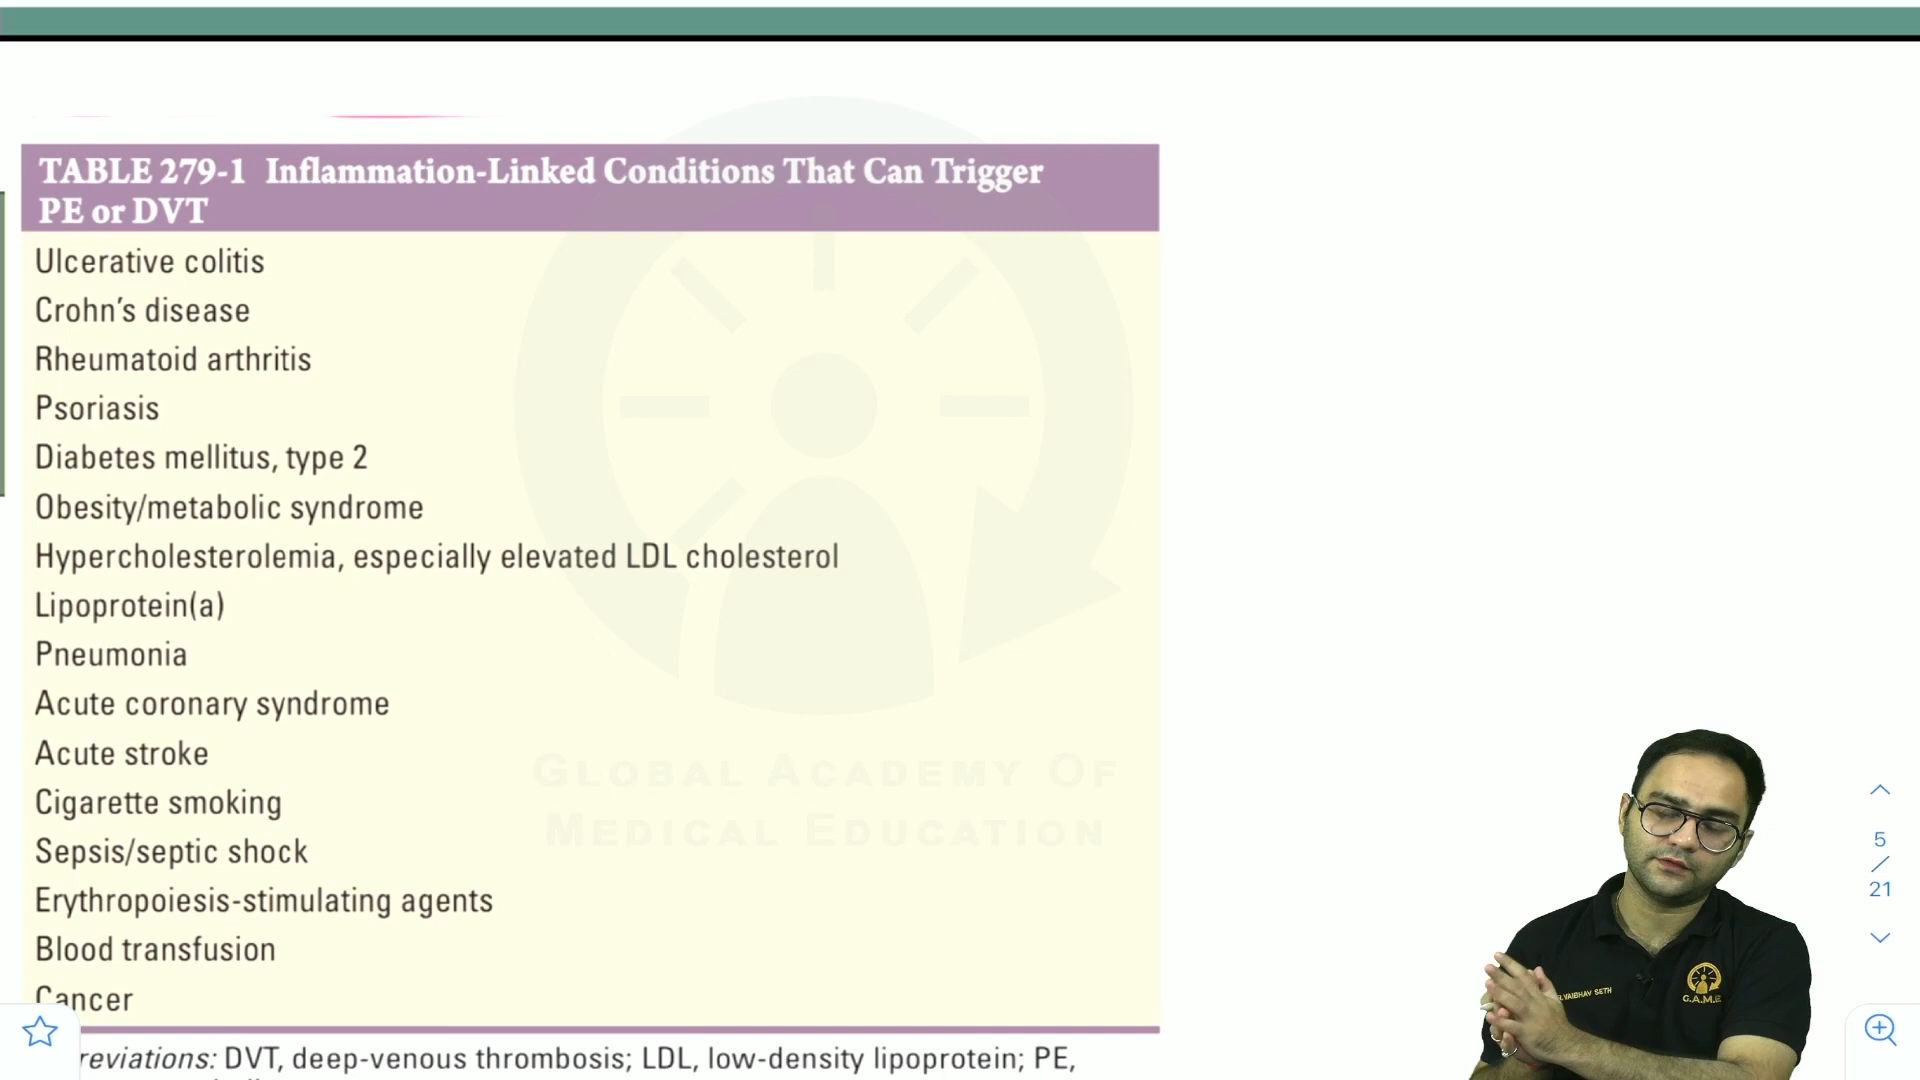 TABLE 279-1 Inflammation-Linked Conditions That Can Trigger
PE or DVT
Ulcerative colitis
Crohn's disease
Rheumatoid arthritis
Psoriasis
Diabetes mellitus, type 2
Obesity/metabolic syndrome
Hypercholesterolemia, especially elevated LDL cholesterol
Lipoprotein(a)
Pneumonia
Acute coronary syndrome
Acute stroke
Cigarette smoking
Sepsis/septic shock
Erythropoiesis-stimulating agents
Blood transfusion
Cancer
reviations: DVT, deep-venous thrombosis; LDL, low-density lipoprotein; PE,
GLOBAL ACADEMY OF
MEDICAL EDUCATION
5
/
21
VAIBHAV SETH
G.A.M.E